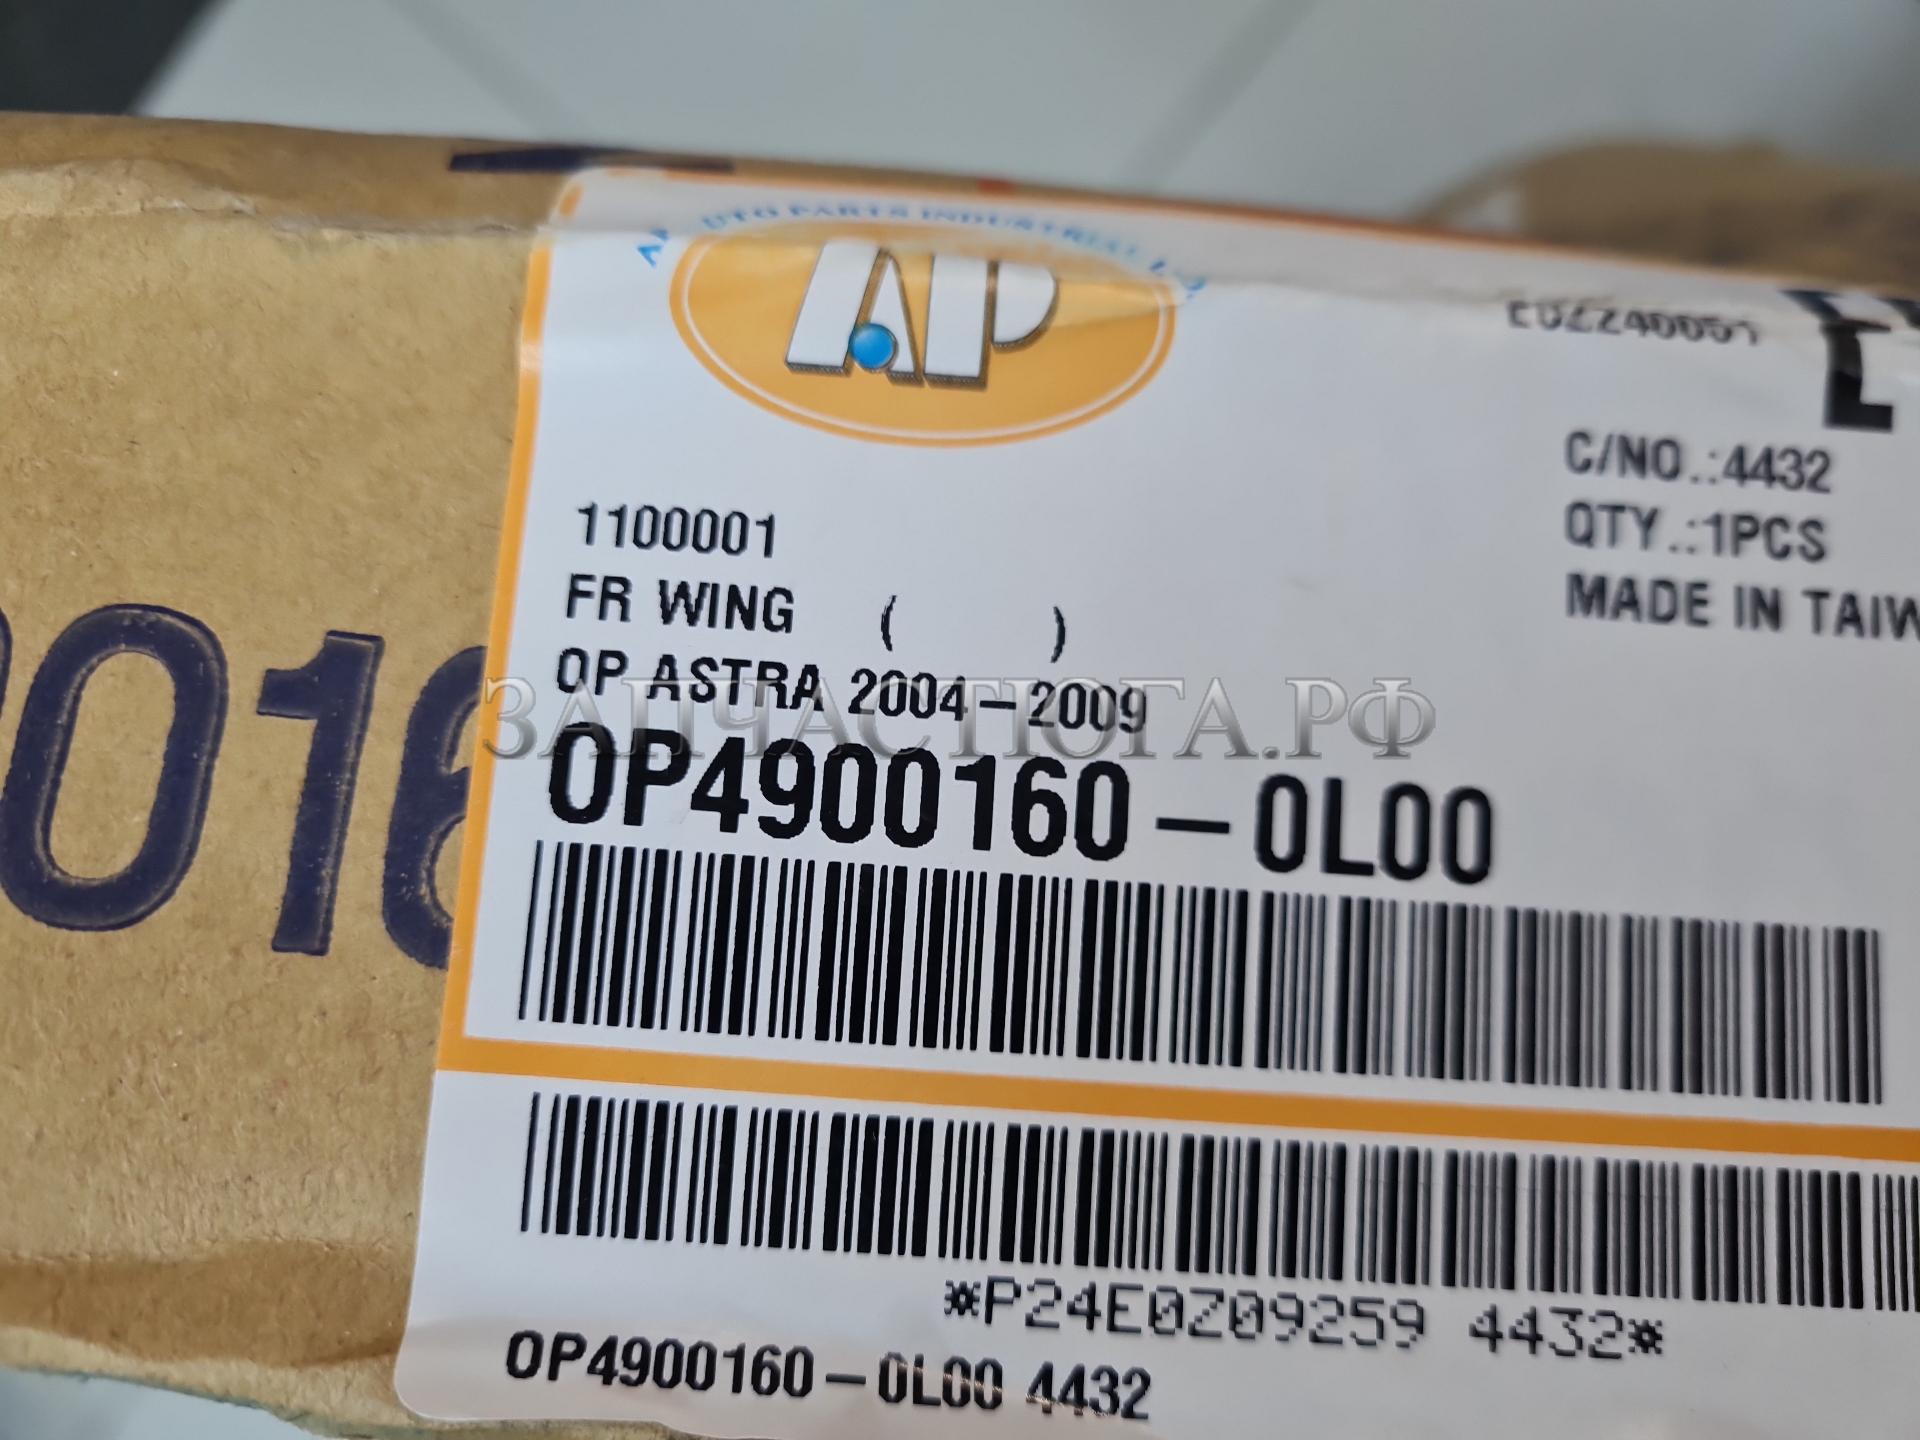 AP
1100001
FR WING ( )
OP ASTRA 2004-2009
ЗАПЧАСТЮГА.РФ
OP4900160-0L00
C/NO.:4432
QTY.:1PCS
MADE IN TAIW
0016
*P24E0Z09259 4432*
OP4900160-0L00 4432